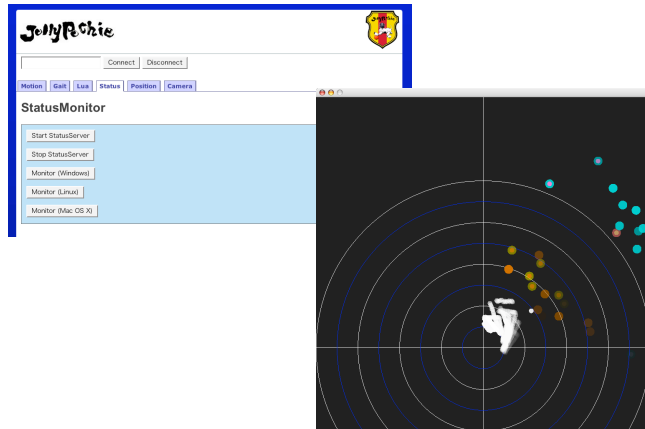 JollyPochie
Connect Disconnect
Motion Gait Lua Status Position Camera
StatusMonitor
Start StatusServer
Stop StatusServer
Monitor (Windows)
Monitor (Linux)
Monitor (Mac OS X)